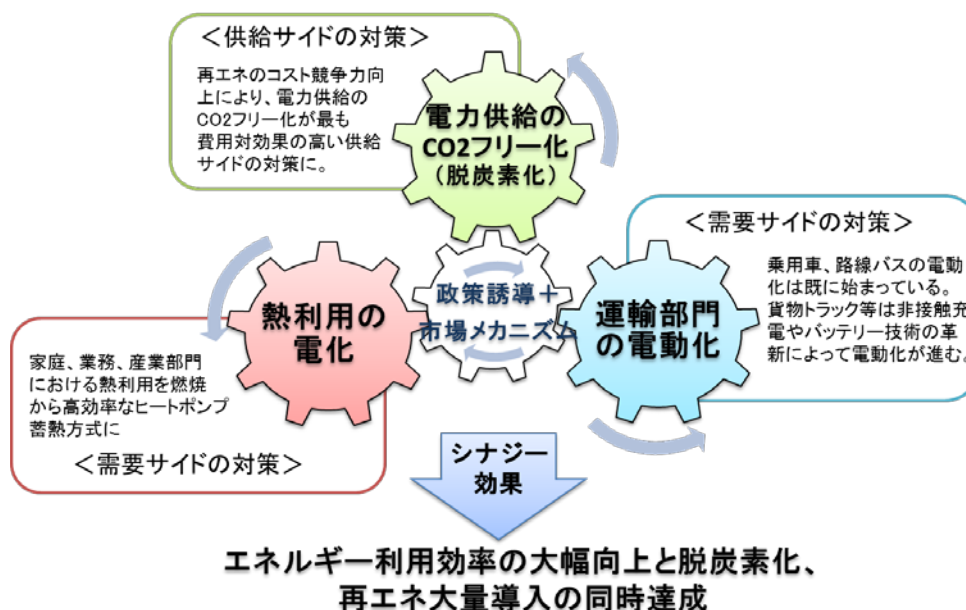 ＜供給サイドの対策＞
再エネのコスト競争力向
上により、電力供給の
CO2フリー化が最も
費用対効果の高い供給
サイドの対策に。
電力供給の
CO2フリー化
（脱炭素化）
＜需要サイドの対策＞
乗用車、路線バスの電動
化は既に始まっている。
貨物トラック等は非接触充
電やバッテリー技術の革
新によって電動化が進む。
政策誘導＋
市場メカニズム
運輸部門
の電動化
熱利用の
電化
家庭、業務、産業部門
における熱利用を燃焼
から高効率なヒートポンプ
蓄熱方式に
＜需要サイドの対策＞
シナジー
効果
エネルギー利用効率の大幅向上と脱炭素化、
再エネ大量導入の同時達成